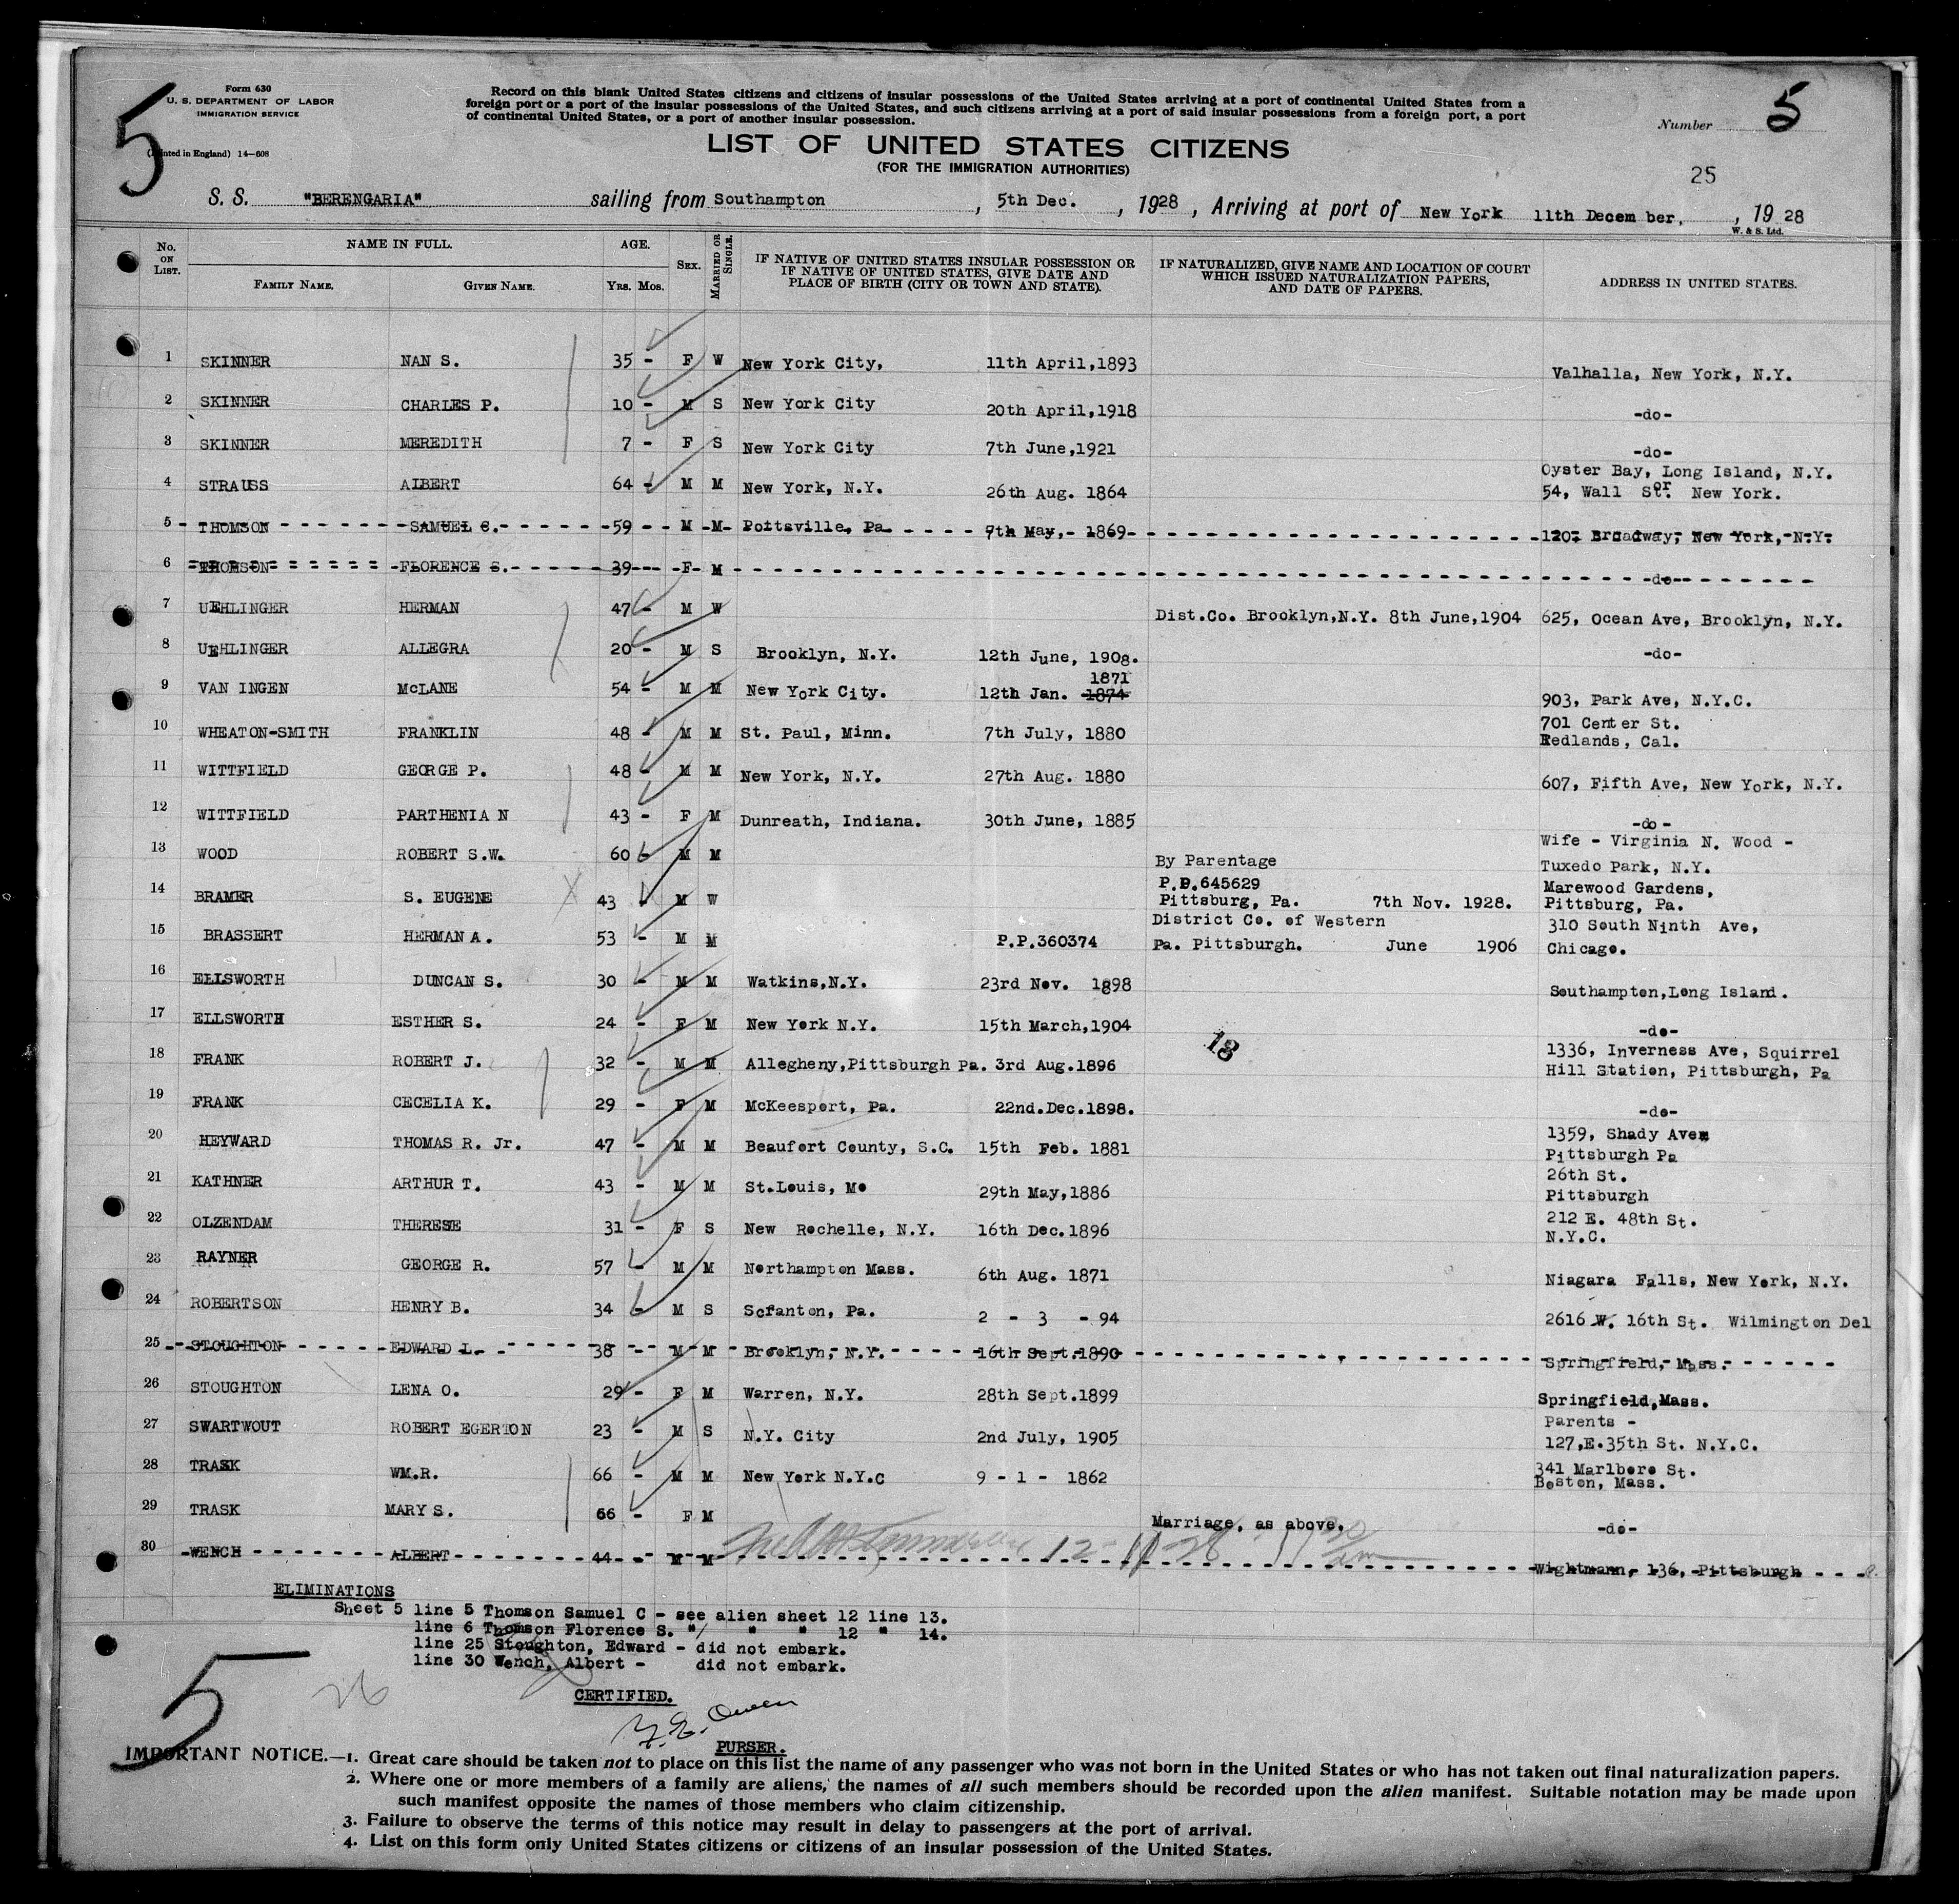 5
Form 630
U. S. DEPARTMENT OF LABOR
IMMIGRATION SERVICE
(Printed in England) 14—608
Record on this blank United States citizens and citizens of insular possessions of the United States arriving at a port of continental United States from a
foreign port or a port of the insular possessions of the United States, and such citizens arriving at a port of said insular possessions from a foreign port, a port
of continental United States, or a port of another insular possession.
Number 5
LIST OF UNITED STATES CITIZENS
(FOR THE IMMIGRATION AUTHORITIES)
25
S. S. "BERENGARIA" sailing from Southampton, 5th Dec., 1928, Arriving at port of New York 11th December., 1928
W. & S. Ltd.
No. ON LIST. NAME IN FULL. FAMILY NAME. GIVEN NAME. AGE. YRS. MOS. SEX. MARRIED OR SINGLE. IF NATIVE OF UNITED STATES INSULAR POSSESSION OR IF NATIVE OF UNITED STATES, GIVE DATE AND PLACE OF BIRTH (CITY OR TOWN AND STATE). IF NATURALIZED, GIVE NAME AND LOCATION OF COURT WHICH ISSUED NATURALIZATION PAPERS, AND DATE OF PAPERS. ADDRESS IN UNITED STATES.
1 SKINNER NAN S. 35 - F W New York City, 11th April,1893 Valhalla, New York, N.Y.
2 SKINNER CHARLES P. 10 - M S New York City 20th April,1918 -do-
3 SKINNER MEREDITH 7 - F S New York City 7th June,1921 -do-
4 STRAUSS ALBERT 64 - M M New York, N.Y. 26th Aug. 1864 Oyster Bay, Long Island, N.Y.
or
54, Wall St. New York.
5 THOMSON SAMUEL C. 59 - M M Pottsville, Pa 7th May, 1869 120, Broadway, New York, N.Y.
6 THOMSON FLORENCE S. 39 - F M -do-
7 UEHLINGER HERMAN 47 - M W Dist.Co. Brooklyn,N.Y. 8th June,1904 625, Ocean Ave, Brooklyn, N.Y.
8 UEHLINGER ALLEGRA 20 - M S Brooklyn, N.Y. 12th June, 1908. -do-
9 VAN INGEN McLANE 54 - M M New York City. 12th Jan. 1874 1871 903, Park Ave, N.Y.C.
10 WHEATON-SMITH FRANKLIN 48 - M M St. Paul, Minn. 7th July, 1880 701 Center St.
Redlands, Cal.
11 WITTFIELD GEORGE P. 48 - M M New York, N.Y. 27th Aug. 1880 607, Fifth Ave, New York, N.Y.
12 WITTFIELD PARTHENIA N 43 - F M Dunreath, Indiana. 30th June, 1885 -do-
13 WOOD ROBERT S.W. 60 - M M By Parentage Wife - Virginia N. Wood -
Tuxedo Park, N.Y.
14 BRAMER S. EUGENE 43 - M W P.P.645629
Pittsburg, Pa. 7th Nov. 1928. Marewood Gardens,
Pittsburg, Pa.
15 BRASSERT HERMAN A. 53 - M M P.P.360374 District Co. of Western
Pa. Pittsburgh. June 1906 310 South Ninth Ave,
Chicago.
16 ELLSWORTH DUNCAN S. 30 - M M Watkins,N.Y. 23rd Nov. 1898 Southampton,Long Island.
17 ELLSWORTH ESTHER S. 24 - F M New York N.Y. 15th March,1904 -do-
18
18 FRANK ROBERT J. 32 - M M Allegheny,Pittsburgh Pa. 3rd Aug.1896 1336, Inverness Ave, Squirrel
Hill Station, Pittsburgh, Pa
19 FRANK CECELIA K. 29 - F M McKeesport, Pa. 22nd.Dec.1898. -do-
20 HEYWARD THOMAS R. Jr. 47 - M M Beaufort County, S.C. 15th Feb. 1881 1359, Shady Ave
Pittsburgh Pa
21 KATHNER ARTHUR T. 43 - M M St.Louis, Mo 29th May,1886 26th St.
Pittsburgh
22 OLZENDAM THERESE 31 - F S New Rochelle, N.Y. 16th Dec.1896 212 E. 48th St.
N.Y.C.
23 RAYNER GEORGE R. 57 - M M Northampton Mass. 6th Aug. 1871 Niagara Falls, New York, N.Y.
24 ROBERTSON HENRY B. 34 - M S Scranton, Pa. 2 - 3 - 94 2616 W. 16th St. Wilmington Del
25 STOUGHTON EDWARD L. 38 - M M Brooklyn, N.Y. 16th Sept.1890 Springfield, Mass.
26 STOUGHTON LENA O. 29 - F M Warren, N.Y. 28th Sept.1899 Springfield,Mass.
27 SWARTWOUT ROBERT EGERTON 23 - M S N.Y. City 2nd July, 1905 Parents -
127,E.35th St. N.Y.C.
28 TRASK WM.R. 66 - M M New York N.Y.C 9 - 1 - 1862 341 Marlboro St.
Boston, Mass.
29 TRASK MARY S. 66 - F M Marriage, as above. -do-
30 WENCH ALBERT 44 - M M 12-11-28 Wightmann, 136, Pittsburgh
ELIMINATIONS
Sheet 5 line 5 Thomson Samuel C - see alien sheet 12 line 13.
line 6 Thomson Florence S. " " " 12 " 14.
line 25 Stoughton, Edward - did not embark.
line 30 Wench, Albert - did not embark.
26
CERTIFIED.
Owen
PURSER.
5
IMPORTANT NOTICE.—1. Great care should be taken not to place on this list the name of any passenger who was not born in the United States or who has not taken out final naturalization papers.
2. Where one or more members of a family are aliens, the names of all such members should be recorded upon the alien manifest. Suitable notation may be made upon
such manifest opposite the names of those members who claim citizenship.
3. Failure to observe the terms of this notice may result in delay to passengers at the port of arrival.
4. List on this form only United States citizens or citizens of an insular possession of the United States.